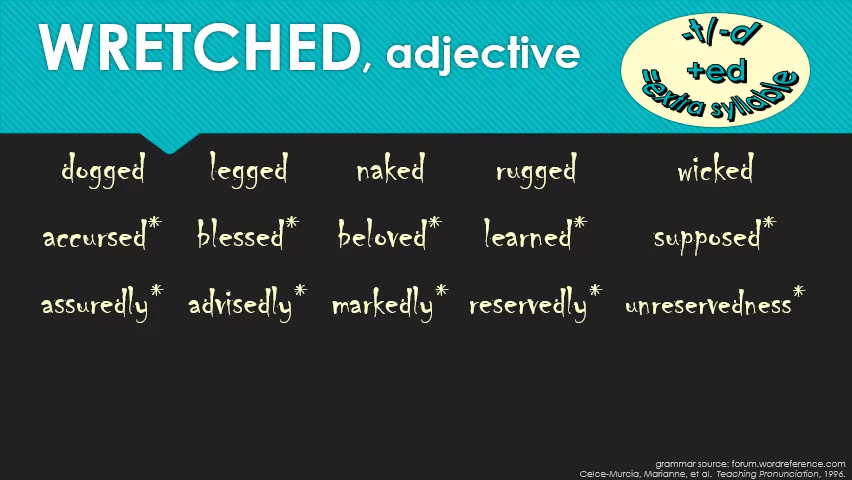 WRETCHED, adjective
-t/-d
+ed
=extra syllable
dogged legged naked rugged wicked
accursed* blessed* beloved* learned* supposed*
assuredly* advisedly* markedly* reservedly* unreservedness*
grammar source: forum.wordreference.com
Celce-Murcia, Marianne, et al. Teaching Pronunciation, 1996.